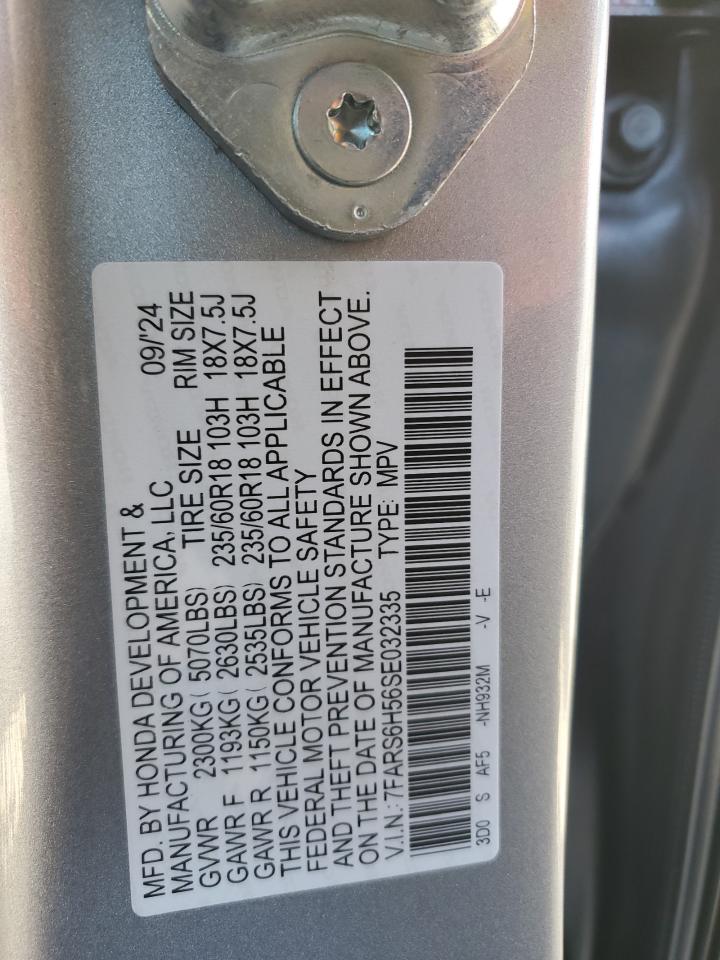 MFD. BY HONDA DEVELOPMENT &
MANUFACTURING OF AMERICA, LLC 09/'24
GVWR 2300KG( 5070LBS) TIRE SIZE RIM SIZE
GAWR F 1193KG( 2630LBS) 235/60R18 103H 18X7.5J
GAWR R 1150KG( 2535LBS) 235/60R18 103H 18X7.5J
THIS VEHICLE CONFORMS TO ALL APPLICABLE
FEDERAL MOTOR VEHICLE SAFETY
AND THEFT PREVENTION STANDARDS IN EFFECT
ON THE DATE OF MANUFACTURE SHOWN ABOVE.
V.I.N.: 7FARS6H56SE032335 TYPE: MPV
3D0 S AF5 -NH932M -V -E